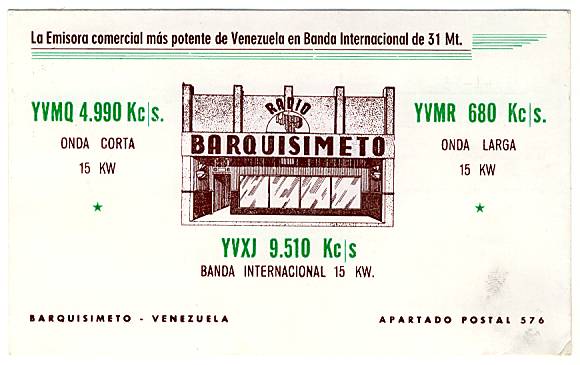 La Emisora comercial más potente de Venezuela en Banda Internacional de 31 Mt.
YVMQ 4.990 Kc|s.
ONDA CORTA
15 KW
RADIO
BARQUISIMETO
YVMR 680 Kc|s.
ONDA LARGA
15 KW
YVXJ 9.510 Kc|s
BANDA INTERNACIONAL 15 KW.
BARQUISIMETO - VENEZUELA
APARTADO POSTAL 576